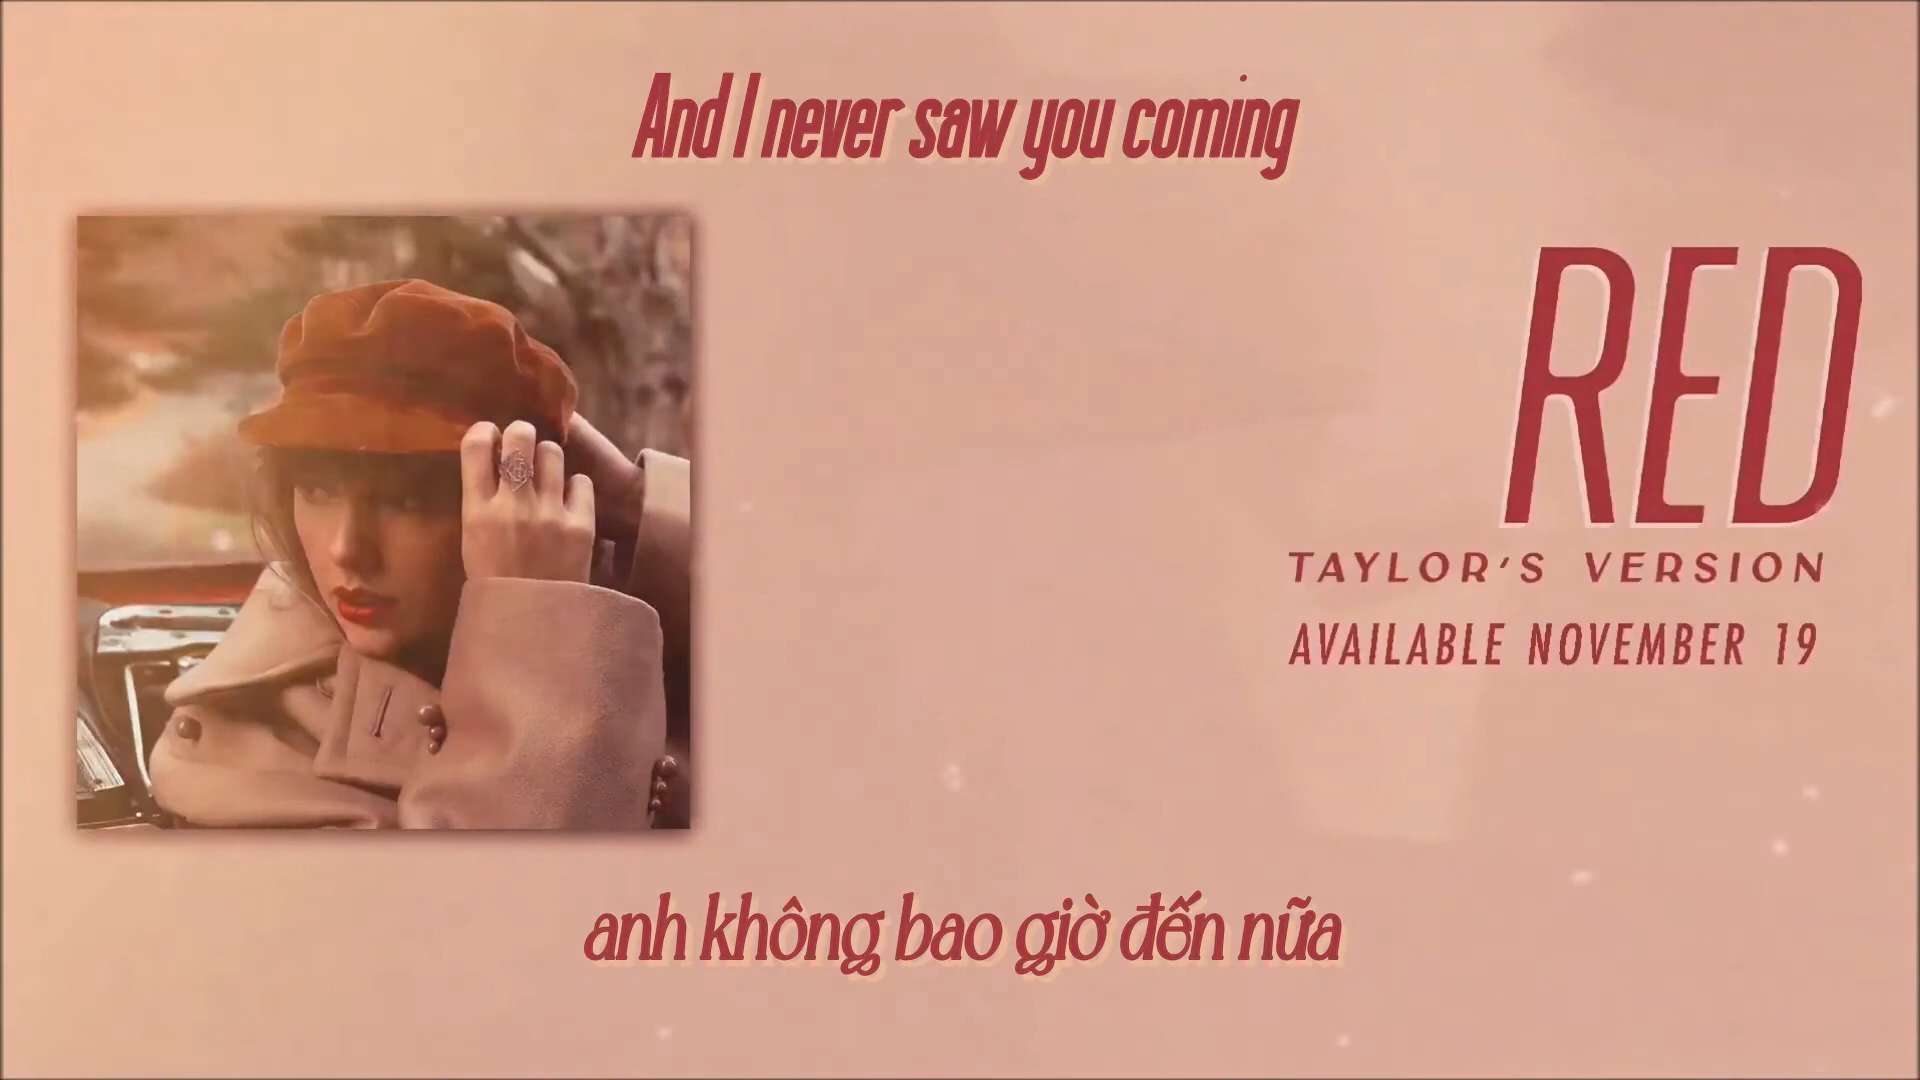 And I never saw you coming
RED
TAYLOR'S VERSION
AVAILABLE NOVEMBER 19
anh không bao giờ đến nữa